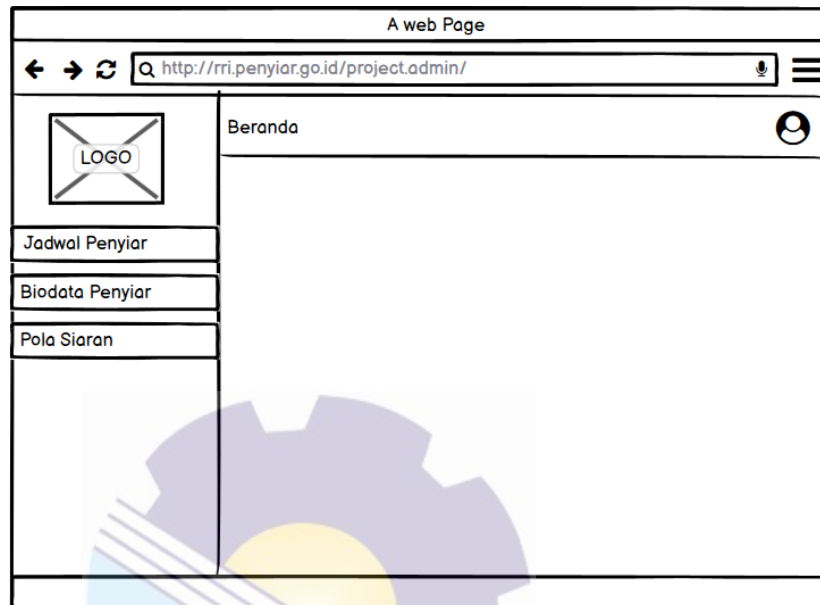 A web Page
http://rri.penyiar.go.id/project.admin/
LOGO
Beranda
Jadwal Penyiar
Biodata Penyiar
Pola Siaran